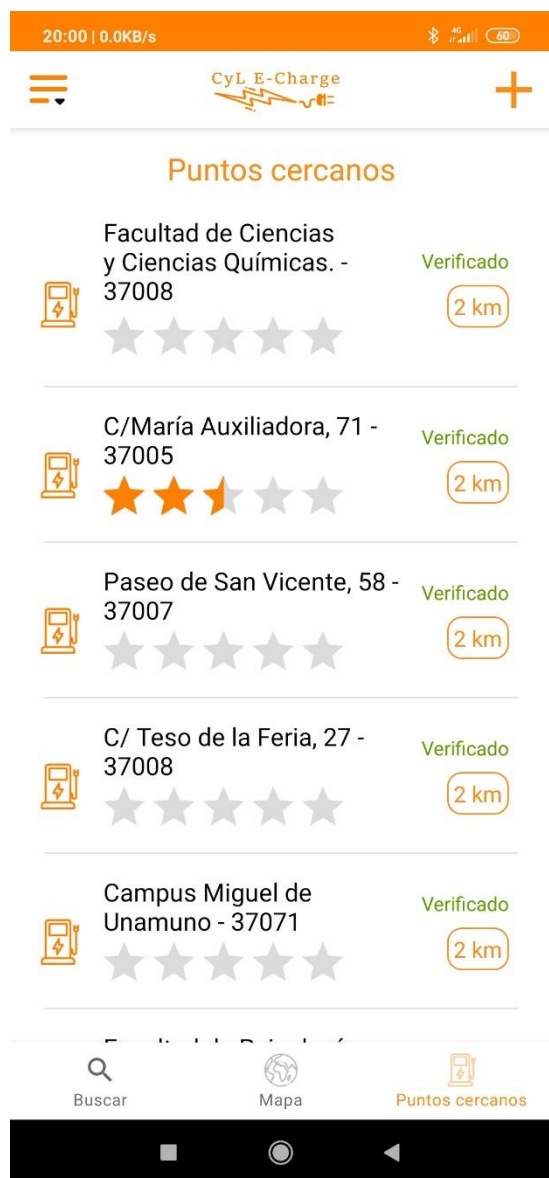 20:00 | 0.0KB/s
4G
60
CyL E-Charge
Puntos cercanos
Facultad de Ciencias
y Ciencias Químicas. -
37008
Verificado
2 km
C/María Auxiliadora, 71 -
37005
Verificado
2 km
Paseo de San Vicente, 58 -
37007
Verificado
2 km
C/ Teso de la Feria, 27 -
37008
Verificado
2 km
Campus Miguel de
Unamuno - 37071
Verificado
2 km
Buscar
Mapa
Puntos cercanos